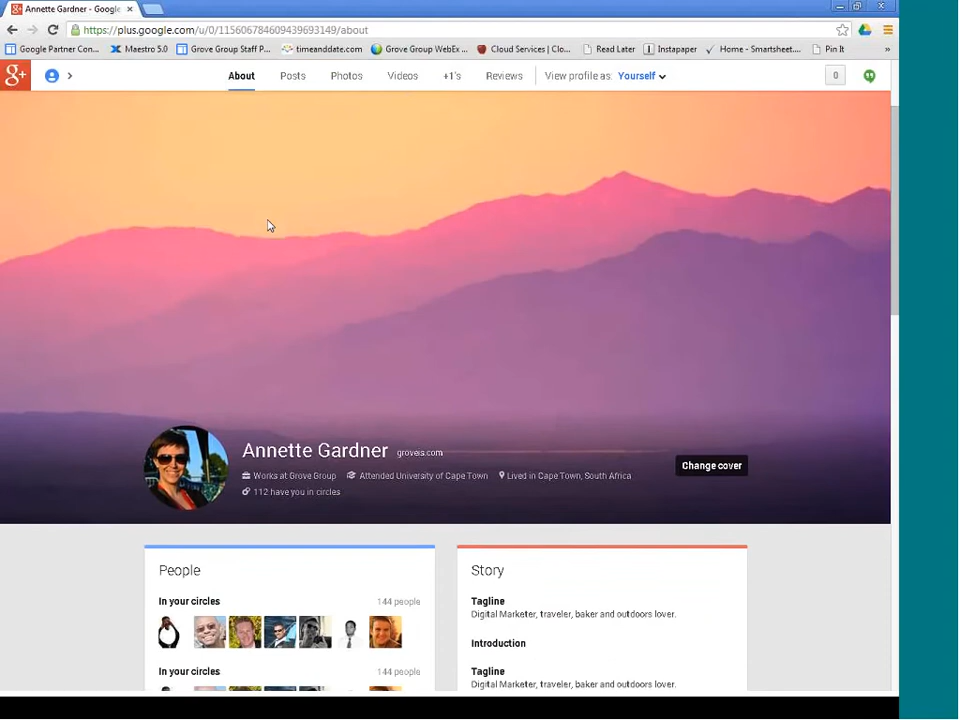 Annette Gardner - Google
https://plus.google.com/u/0/115606784609439693149/about
Google Partner Con... Maestro 5.0 Grove Group Staff P... timeanddate.com Grove Group WebEx ... Cloud Services | Clo... Read Later Instapaper Home - Smartsheet.... Pin It »
g+ About Posts Photos Videos +1's Reviews View profile as: Yourself 0
Annette Gardner groveis.com
Works at Grove Group Attended University of Cape Town Lived in Cape Town, South Africa
112 have you in circles
Change cover
People
In your circles 144 people
In your circles 144 people
Story
Tagline
Digital Marketer, traveler, baker and outdoors lover.
Introduction
Tagline
Digital Marketer, traveler, baker and outdoors lover.